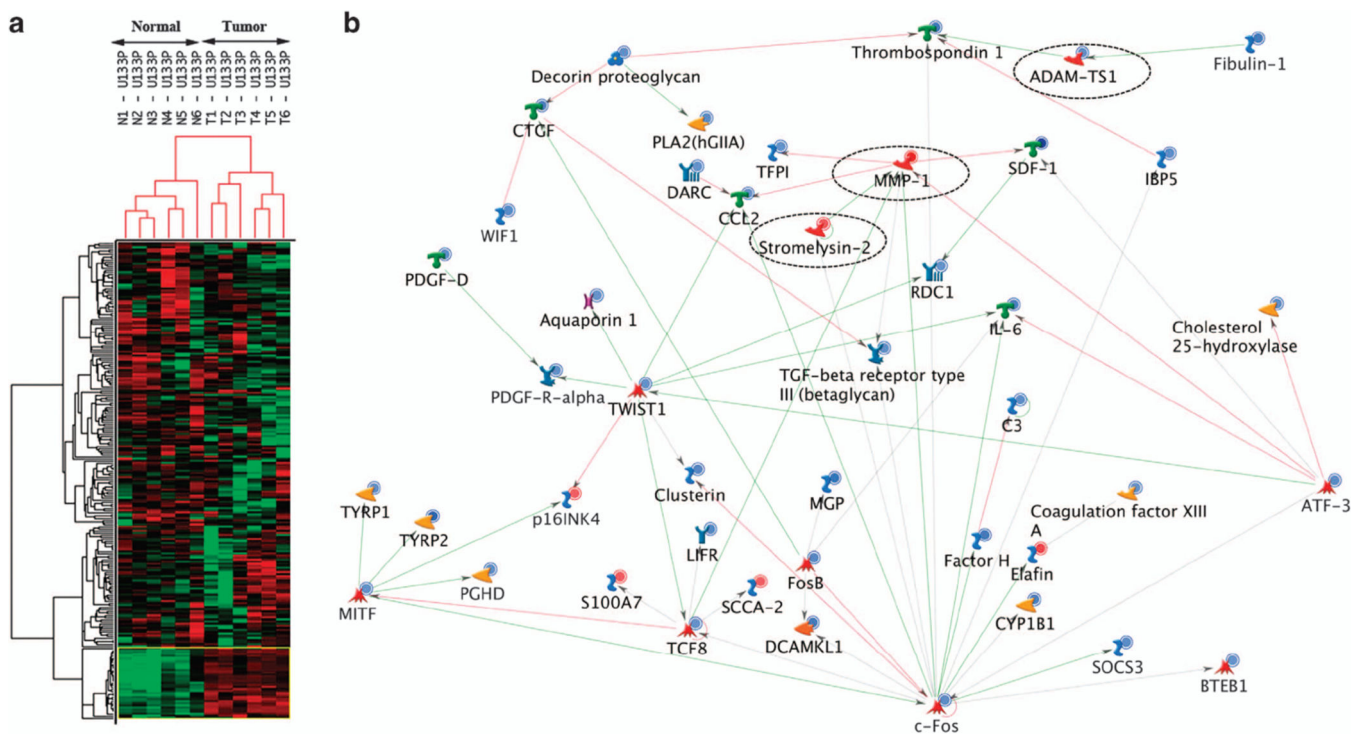 a
Normal
Tumor
N1 - U133P
N2 - U133P
N3 - U133P
N4 - U133P
N5 - U133P
N6 - U133P
T1 - U133P
T2 - U133P
T3 - U133P
T4 - U133P
T5 - U133P
T6 - U133P
b
Thrombospondin 1
ADAM-TS1
Fibulin-1
Decorin proteoglycan
CTGF
PLA2(hGIIA)
TFPI
DARC
MMP-1
SDF-1
IBP5
CCL2
WIF1
Stromelysin-2
PDGF-D
RDC1
Aquaporin 1
IL-6
Cholesterol
25-hydroxylase
TGF-beta receptor type
III (betaglycan)
PDGF-R-alpha
TWIST1
C3
Clusterin
MGP
Coagulation factor XIII
A
ATF-3
TYRP1
p16INK4
TYRP2
LIFR
Factor H
Elafin
FosB
PGHD
S100A7
SCCA-2
MITF
CYP1B1
TCF8
DCAMKL1
SOCS3
BTEB1
c-Fos